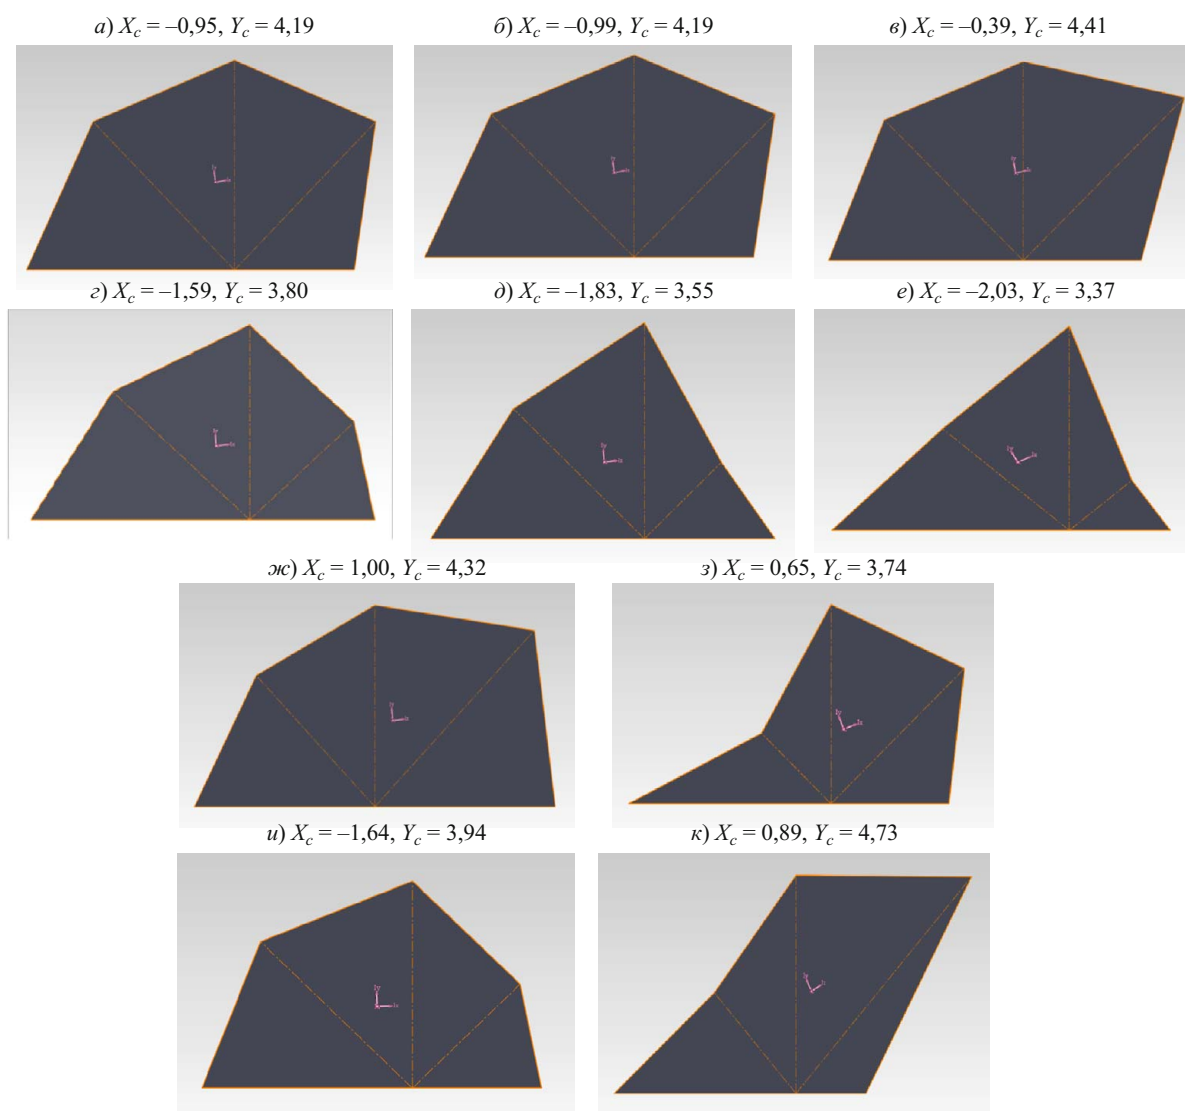 а) Xc = –0,95, Yc = 4,19
б) Xc = –0,99, Yc = 4,19
в) Xc = –0,39, Yc = 4,41
г) Xc = –1,59, Yc = 3,80
д) Xc = –1,83, Yc = 3,55
е) Xc = –2,03, Yc = 3,37
ж) Xc = 1,00, Yc = 4,32
з) Xc = 0,65, Yc = 3,74
и) Xc = –1,64, Yc = 3,94
к) Xc = 0,89, Yc = 4,73